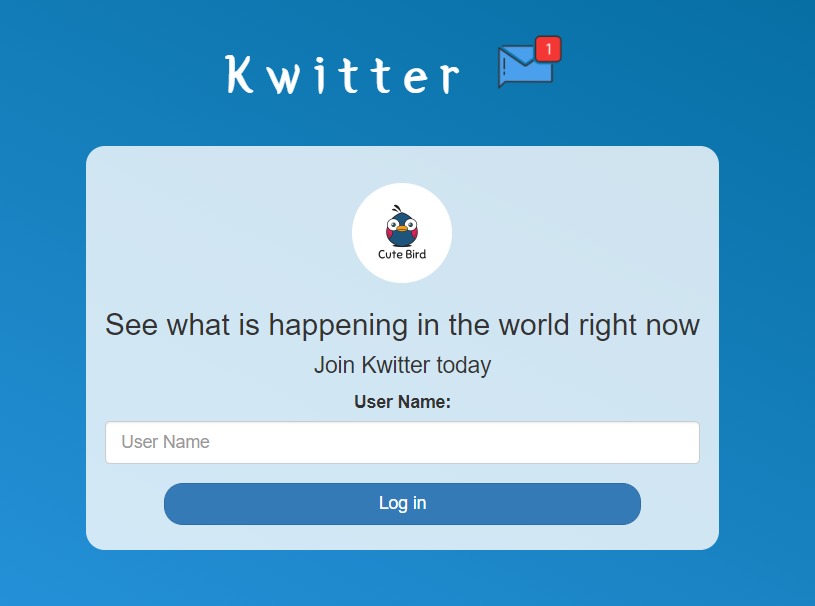 Kwitter
1
Cute Bird
See what is happening in the world right now
Join Kwitter today
User Name:
User Name
Log in